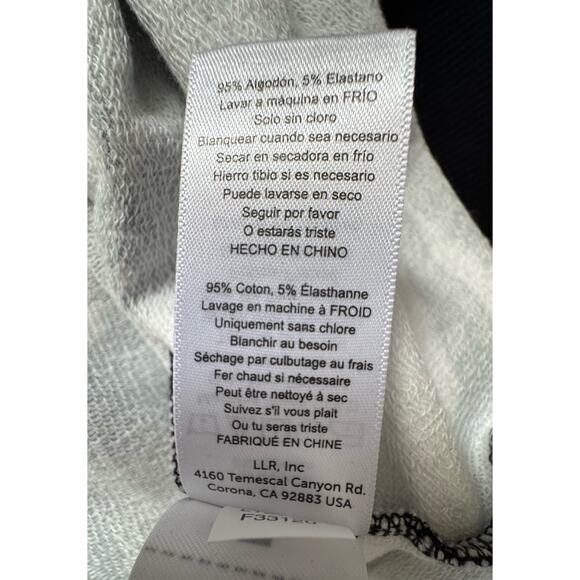 95% Algodón, 5% Elastano
Lavar a máquina en FRÍO
Solo sin cloro
Blanquear cuando sea necesario
Secar en secadora en frio
Hierro tibio si es necesario
Puede lavarse en seco
Seguir por favor
O estarás triste
HECHO EN CHINO
95% Coton, 5% Élasthanne
Lavage en machine à FROID
Uniquement sans chlore
Blanchir au besoin
Séchage par culbutage au frais
Fer chaud si nécessaire
Peut être nettoyé à sec
Suivez s'il vous plait
Ou tu seras triste
FABRIQUÉ EN CHINE
LLR, Inc
4160 Temescal Canyon Rd.
Corona, CA 92883 USA